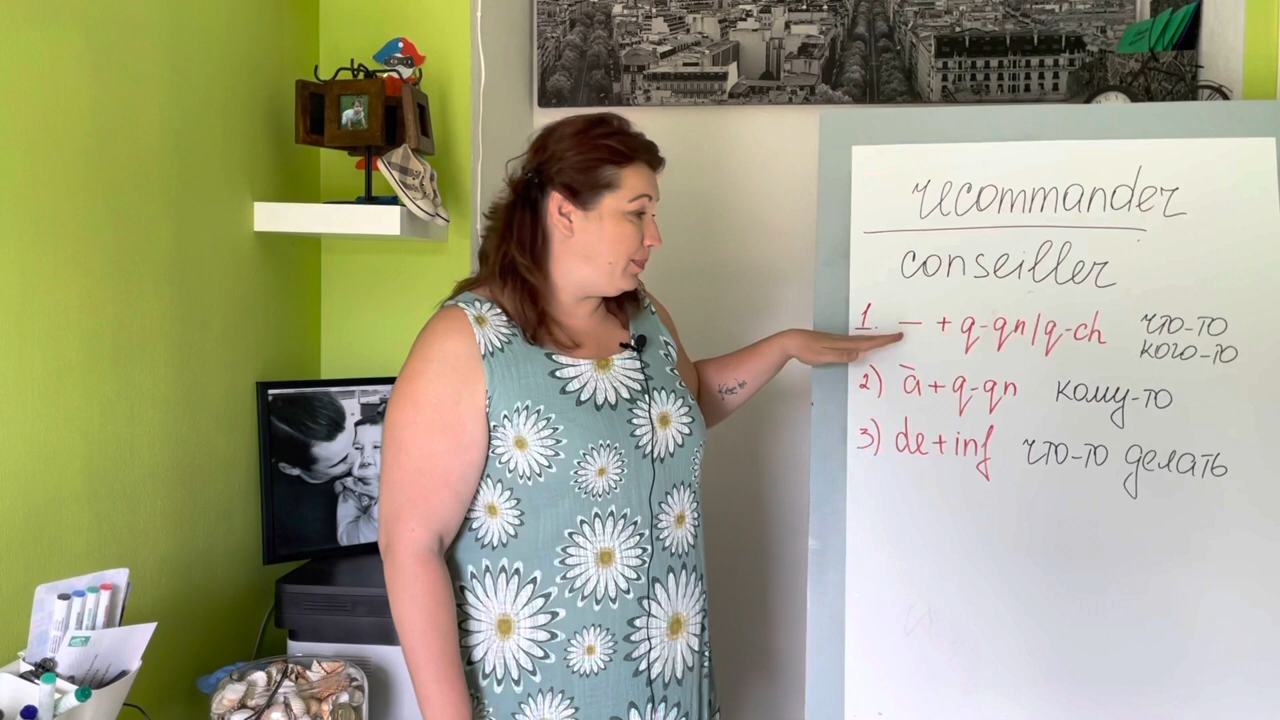 recommander
conseiller
1. — + q-qn/q-ch что-то
кого-то
2) à + q-qn кому-то
3) de + inf что-то делать